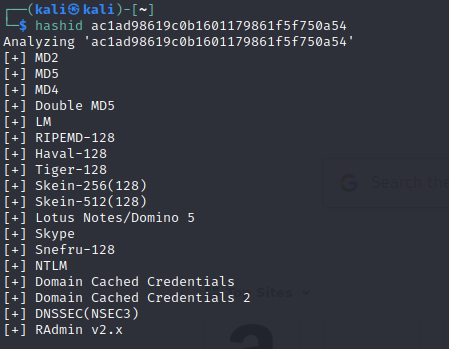 ┌──(kali㉿kali)-[~]
└─$ hashid ac1ad98619c0b1601179861f5f750a54
Analyzing 'ac1ad98619c0b1601179861f5f750a54'
[+] MD2
[+] MD5
[+] MD4
[+] Double MD5
[+] LM
[+] RIPEMD-128
[+] Haval-128
[+] Tiger-128
[+] Skein-256(128)
[+] Skein-512(128)
[+] Lotus Notes/Domino 5
[+] Skype
[+] Snefru-128
[+] NTLM
[+] Domain Cached Credentials
[+] Domain Cached Credentials 2
[+] DNSSEC(NSEC3)
[+] RAdmin v2.x
G Search the
Sites